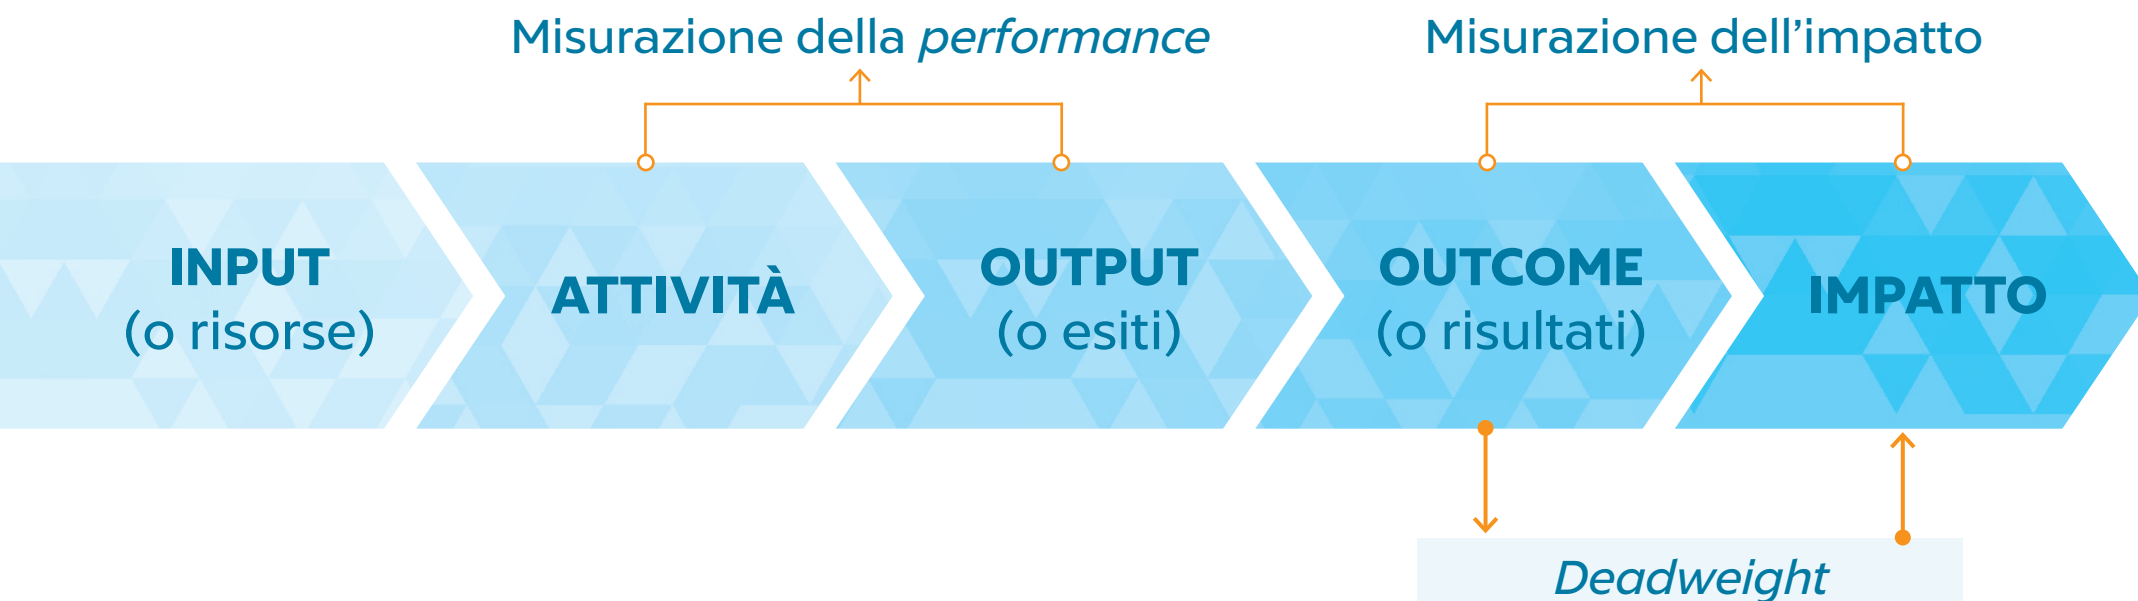 Misurazione della performance
Misurazione dell’impatto
INPUT
(o risorse)
ATTIVITÀ
OUTPUT
(o esiti)
OUTCOME
(o risultati)
IMPATTO
Deadweight